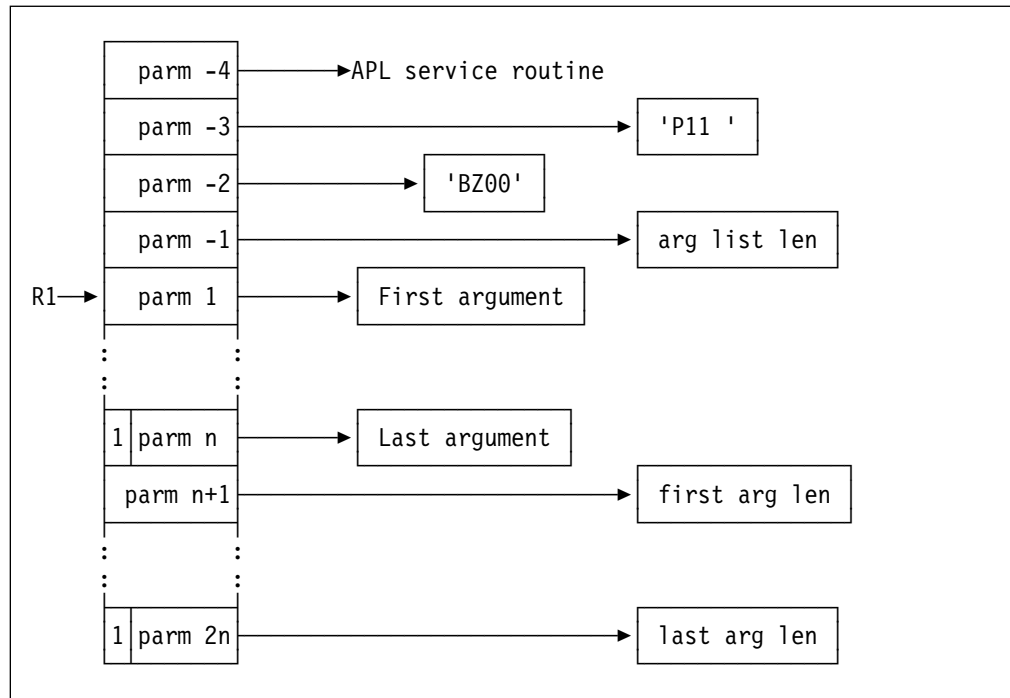 parm -4 APL service routine
parm -3 'P11 '
parm -2 'BZ00'
parm -1 arg list len
R1 parm 1 First argument
: :
: :
1 parm n Last argument
parm n+1 first arg len
: :
: :
1 parm 2n last arg len